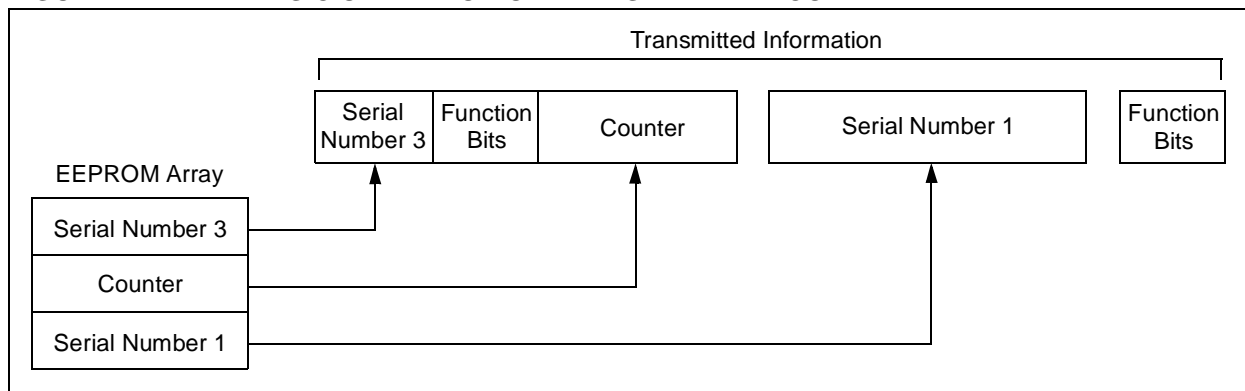 Transmitted Information
Serial
Number 3
Function
Bits
Counter
Serial Number 1
Function
Bits
EEPROM Array
Serial Number 3
Counter
Serial Number 1